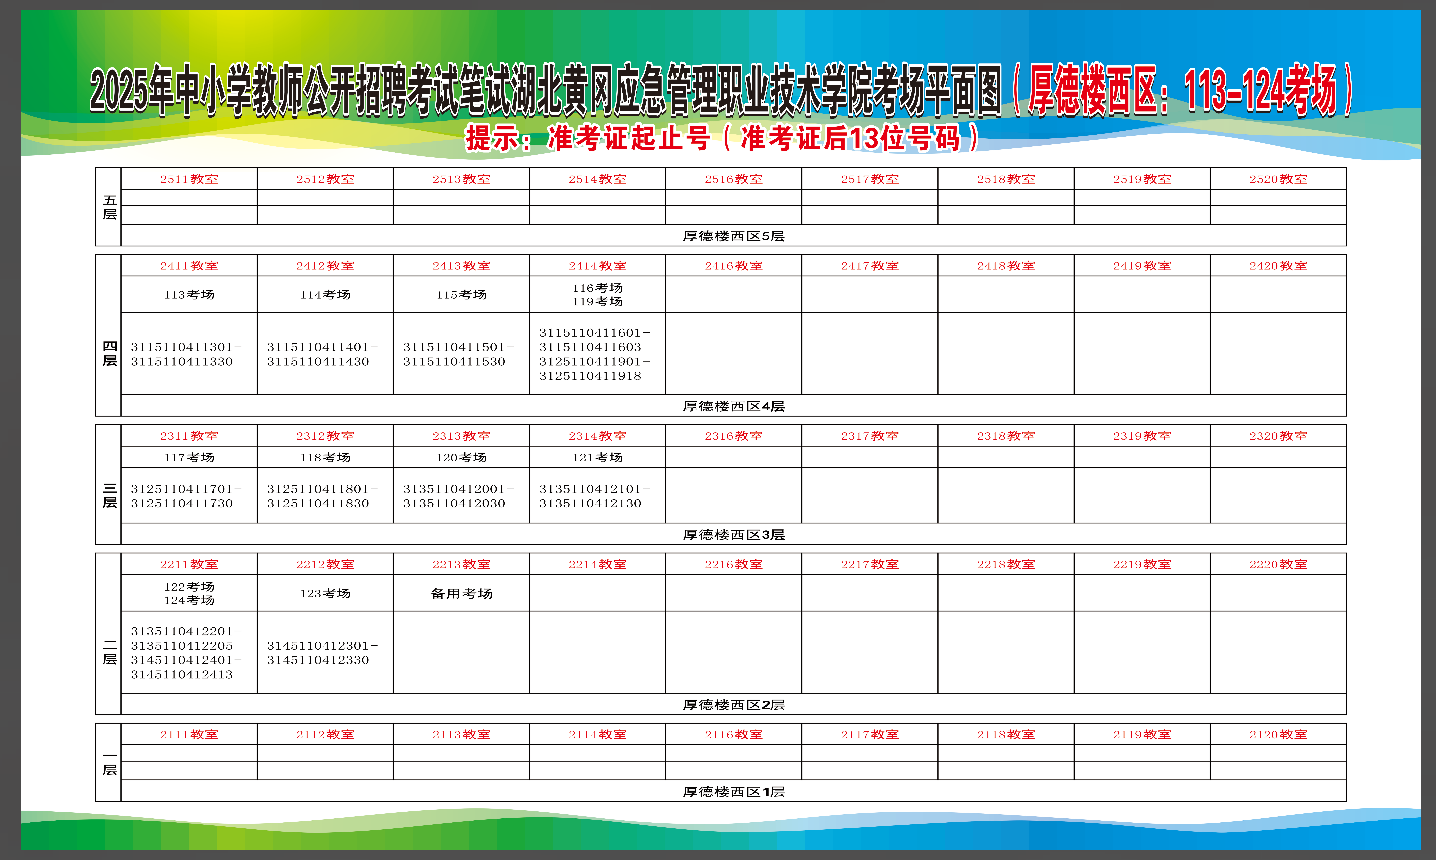 2025年中小学教师公开招聘考试笔试湖北黄冈应急管理职业技术学院考场平面图（厚德楼西区：113-124考场）
提示：准考证起止号（准考证后13位号码）
五层
2511教室 2512教室 2513教室 2514教室 2516教室 2517教室 2518教室 2519教室 2520教室
厚德楼西区5层
四层
2411教室 2412教室 2413教室 2414教室 2416教室 2417教室 2418教室 2419教室 2420教室
113考场 114考场 115考场 116考场
119考场
3115110411301-
3115110411330
3115110411401-
3115110411430
3115110411501-
3115110411530
3115110411601-
3115110411603
3125110411901-
3125110411918
厚德楼西区4层
三层
2311教室 2312教室 2313教室 2314教室 2316教室 2317教室 2318教室 2319教室 2320教室
117考场 118考场 120考场 121考场
3125110411701-
3125110411730
3125110411801-
3125110411830
3135110412001-
3135110412030
3135110412101-
3135110412130
厚德楼西区3层
二层
2211教室 2212教室 2213教室 2214教室 2216教室 2217教室 2218教室 2219教室 2220教室
122考场
124考场
123考场
备用考场
3135110412201
3135110412205
3145110412401-
3145110412413
3145110412301-
3145110412330
厚德楼西区2层
一层
2111教室 2112教室 2113教室 2114教室 2116教室 2117教室 2118教室 2119教室 2120教室
厚德楼西区1层